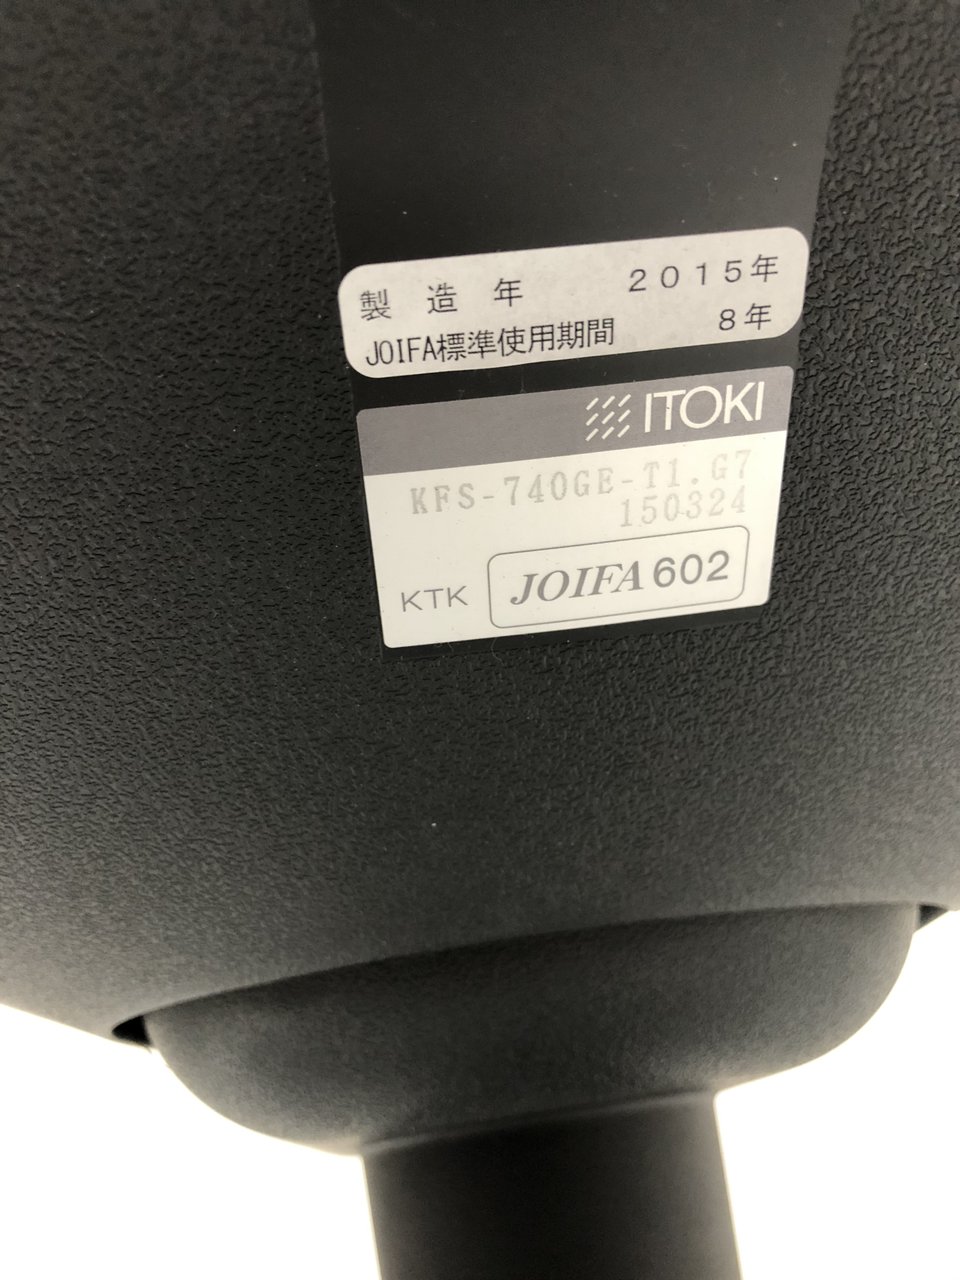 製造年 2015年
JOIFA標準使用期間 8年
ITOKI
KFS-740GE-T1.G7
150324
KTK JOIFA602